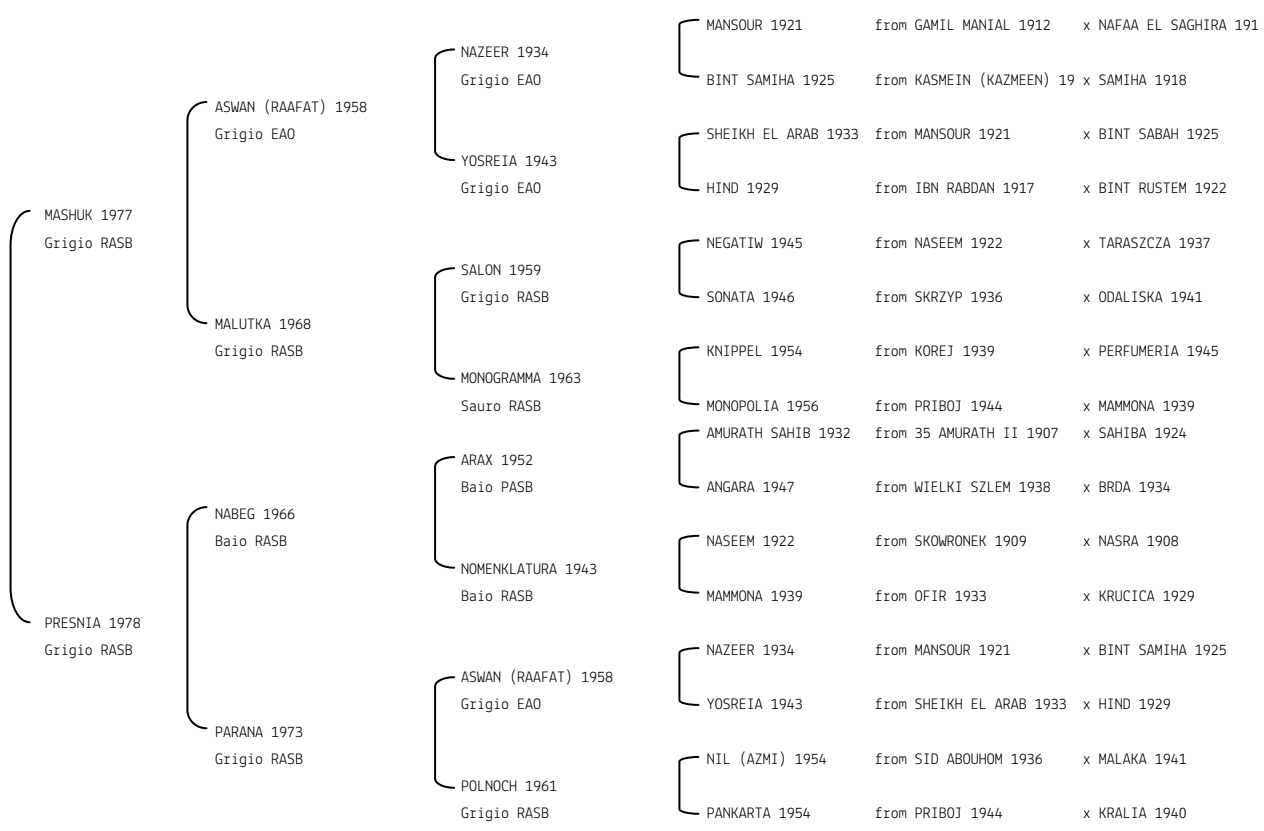 MANSOUR 1921 from GAMIL MANIAL 1912 x NAFAA EL SAGHIRA 191
NAZEER 1934
Grigio EAO BINT SAMIHA 1925 from KASMEIN (KAZMEEN) 19 x SAMIHA 1918
ASWAN (RAAFAT) 1958
Grigio EAO SHEIKH EL ARAB 1933 from MANSOUR 1921 x BINT SABAH 1925
YOSREIA 1943
Grigio EAO HIND 1929 from IBN RABDAN 1917 x BINT RUSTEM 1922
MASHUK 1977
Grigio RASB NEGATIW 1945 from NASEEM 1922 x TARASZCZA 1937
SALON 1959
Grigio RASB SONATA 1946 from SKRZYP 1936 x ODALISKA 1941
MALUTKA 1968
Grigio RASB KNIPPEL 1954 from KOREJ 1939 x PERFUMERIA 1945
MONOGRAMMA 1963
Sauro RASB MONOPOLIA 1956 from PRIBOJ 1944 x MAMMONA 1939
AMURATH SAHIB 1932 from 35 AMURATH II 1907 x SAHIBA 1924
ARAX 1952
Baio PASB ANGARA 1947 from WIELKI SZLEM 1938 x BRDA 1934
NABEG 1966
Baio RASB NASEEM 1922 from SKOWRONEK 1909 x NASRA 1908
NOMENKLATURA 1943
Baio RASB MAMMONA 1939 from OFIR 1933 x KRUCICA 1929
PRESNIA 1978
Grigio RASB NAZEER 1934 from MANSOUR 1921 x BINT SAMIHA 1925
ASWAN (RAAFAT) 1958
Grigio EAO YOSREIA 1943 from SHEIKH EL ARAB 1933 x HIND 1929
PARANA 1973
Grigio RASB NIL (AZMI) 1954 from SID ABOUHOM 1936 x MALAKA 1941
POLNOCH 1961
Grigio RASB PANKARTA 1954 from PRIBOJ 1944 x KRALIA 1940